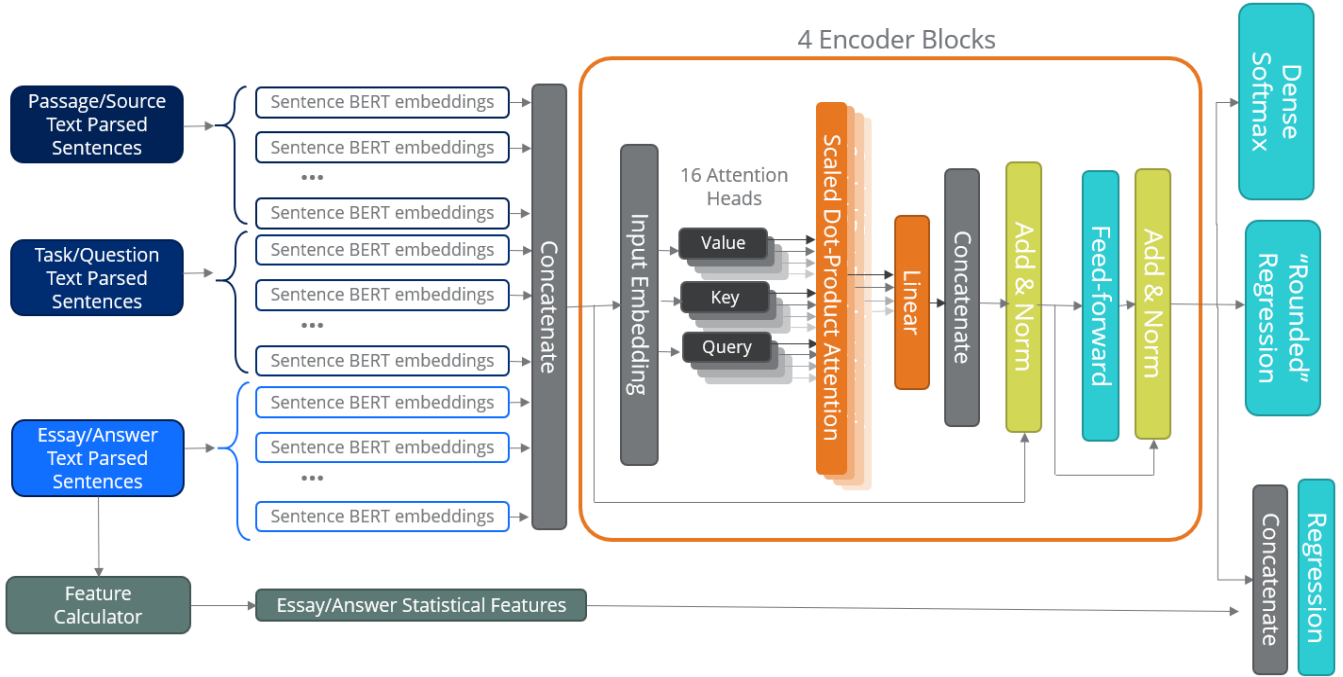 4 Encoder Blocks
Passage/Source
Text Parsed
Sentences
Sentence BERT embeddings
Sentence BERT embeddings
•••
Sentence BERT embeddings
Task/Question
Text Parsed
Sentences
Sentence BERT embeddings
Sentence BERT embeddings
•••
Sentence BERT embeddings
Essay/Answer
Text Parsed
Sentences
Sentence BERT embeddings
Sentence BERT embeddings
•••
Sentence BERT embeddings
Feature
Calculator
Essay/Answer Statistical Features
Concatenate
Input Embedding
16 Attention
Heads
Value
Key
Query
Scaled Dot-Product Attention
Linear
Concatenate
Add & Norm
Feed-forward
Add & Norm
Dense
Softmax
“Rounded”
Regression
Concatenate
Regression